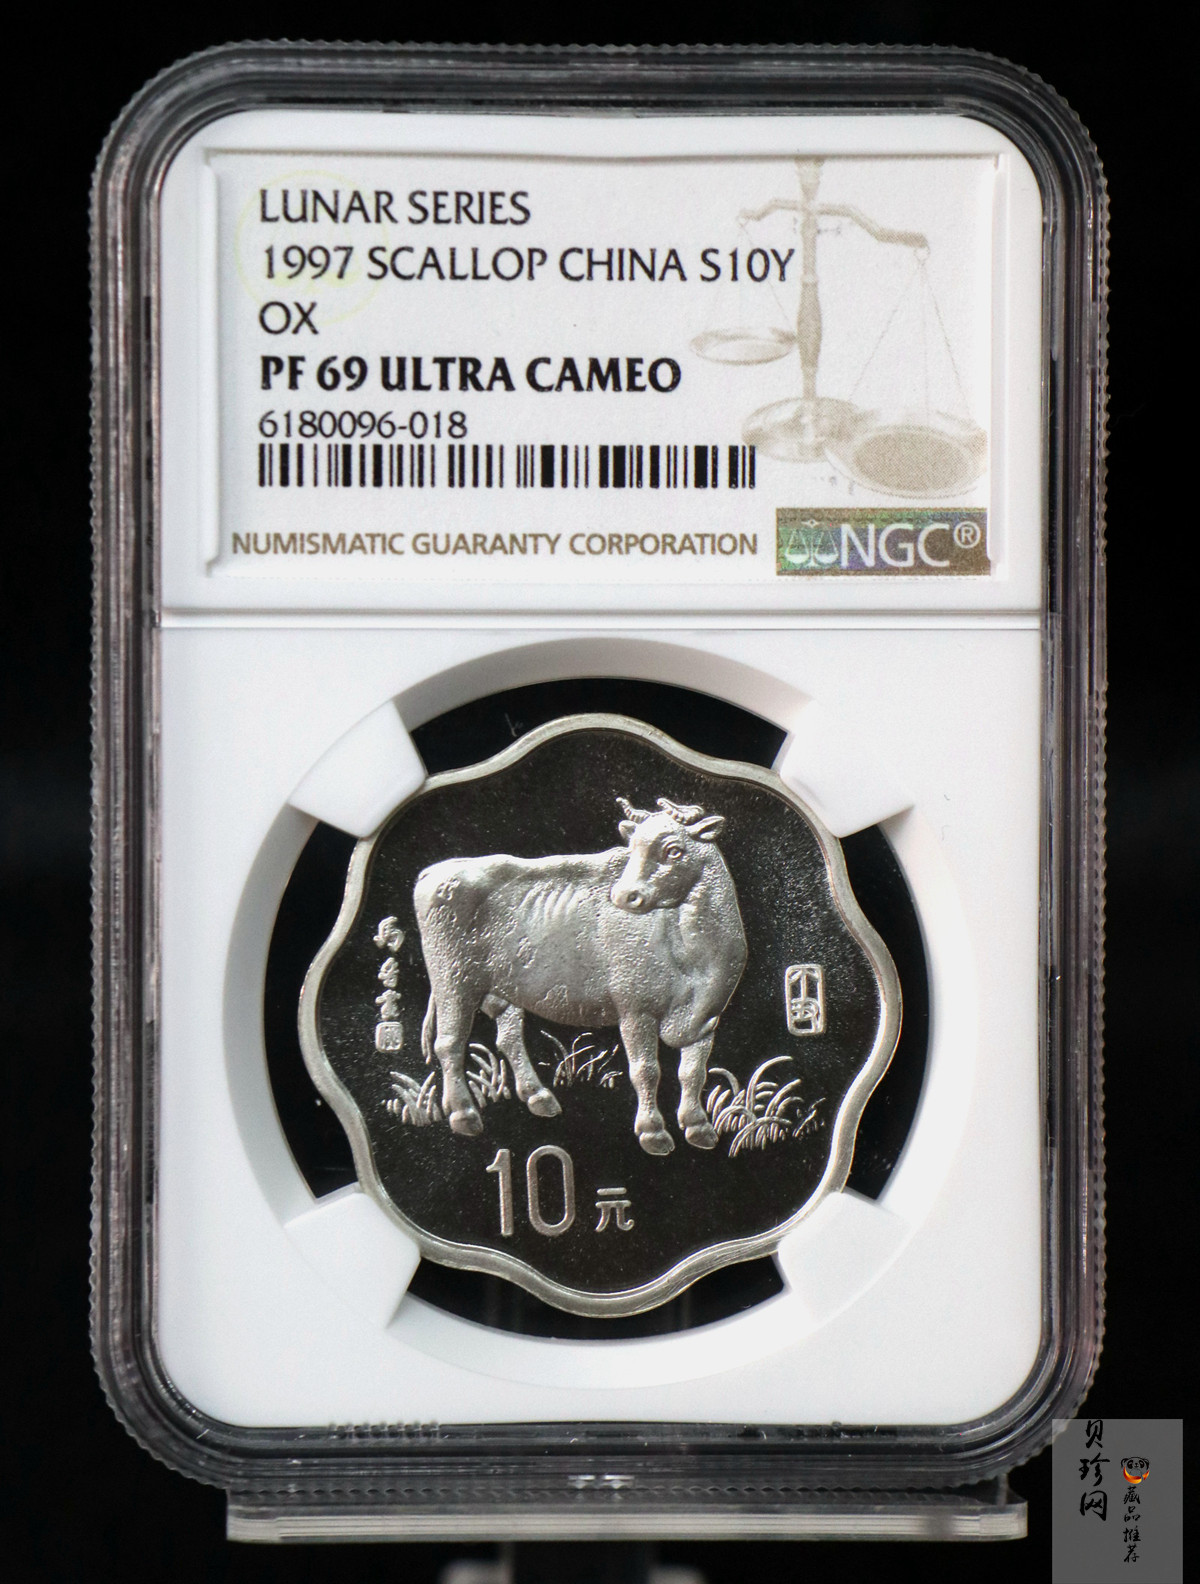 LUNAR SERIES
1997 SCALLOP CHINA S10Y
OX
PF 69 ULTRA CAMEO
6180096-018
NUMISMATIC GUARANTY CORPORATION
NGC®
10元
贝珍网
藏品推荐